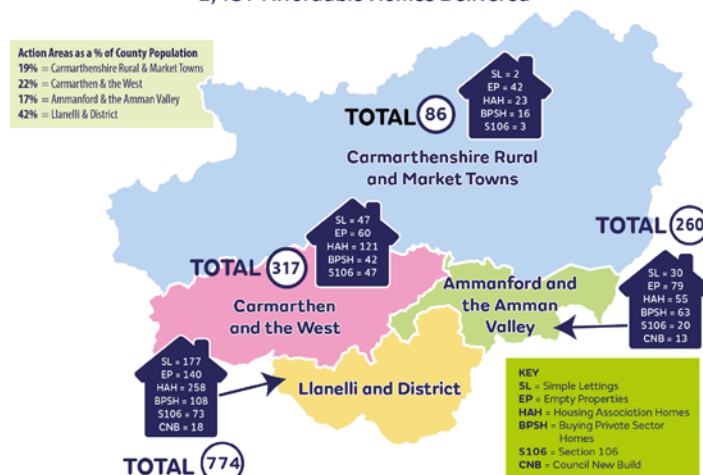 Action Areas as a % of County Population
19% = Carmarthenshire Rural & Market Towns
22% = Carmarthen & the West
17% = Ammanford & the Amman Valley
42% = Llanelli & District
SL = 2
EP = 42
HAH = 23
BPSH = 16
S106 = 3
TOTAL 86
Carmarthenshire Rural
and Market Towns
SL = 47
EP = 60
HAH = 121
BPSH = 42
S106 = 47
TOTAL 317
Carmarthen
and the West
TOTAL 260
SL = 30
EP = 79
HAH = 55
BPSH = 63
S106 = 20
CNB = 13
Ammanford and
the Amman
Valley
SL = 177
EP = 140
HAH = 258
BPSH = 108
S106 = 73
CNB = 18
TOTAL 774
Llanelli and District
KEY
SL = Simple Lettings
EP = Empty Properties
HAH = Housing Association Homes
BPSH = Buying Private Sector
Homes
S106 = Section 106
CNB = Council New Build